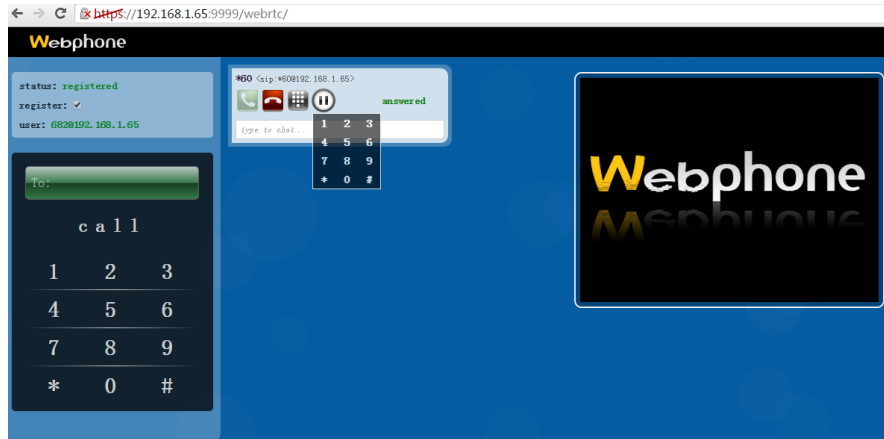 https://192.168.1.65:9999/webrtc/
Webphone
status: registered
register:
user: 682@192.168.1.65
To:
call
1 2 3
4 5 6
7 8 9
* 0 #
*60 <sip:*60@192.168.1.65>
answered
type to chat...
1 2 3
4 5 6
7 8 9
* 0 #
Webphone